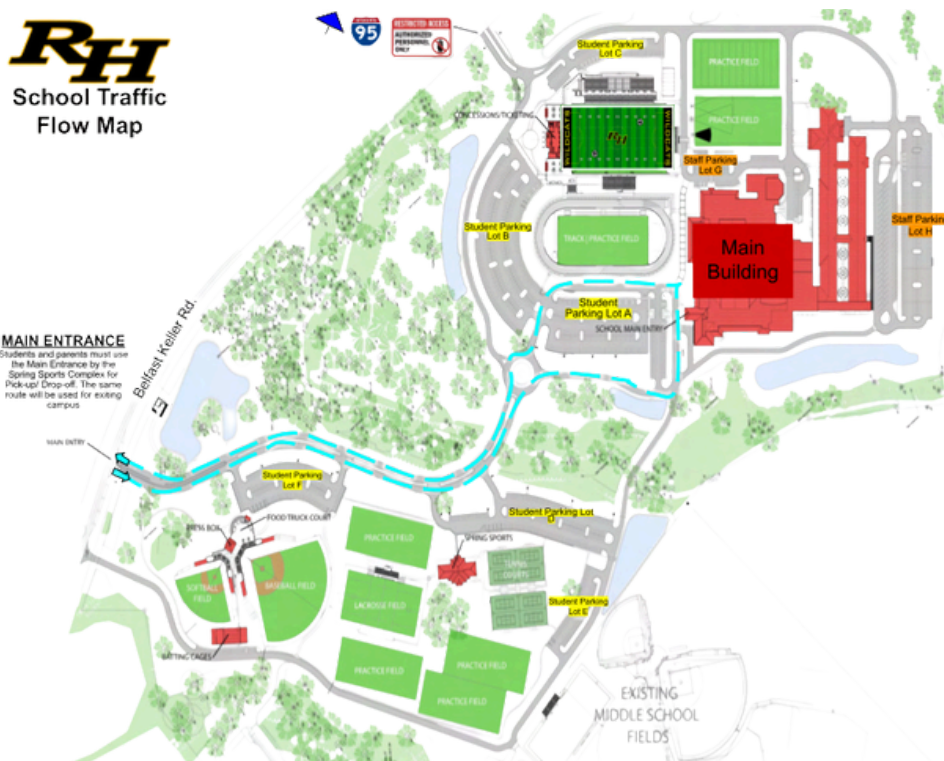 RH
School Traffic
Flow Map
INTERSTATE
95
RESTRICTED ACCESS
AUTHORIZED
PERSONNEL
ONLY
Student Parking
Lot C
PRACTICE FIELD
CONCESSIONS/TICKETING
WILDCATS
RH
WILDCATS
PRACTICE FIELD
Staff Parking
Lot G
Student Parking
Lot B
TRACK / PRACTICE FIELD
Main
Building
Staff Parking
Lot H
Student
Parking Lot A
SCHOOL MAIN ENTRY
Belfast Keller Rd.
MAIN ENTRANCE
Students and parents must use
the Main Entrance by the
Spring Sports Complex for
Pick-up/ Drop-off. The same
route will be used for exiting
campus
MAIN ENTRY
Student Parking
Lot F
FOOD TRUCK COURT
PRESS BOX
Student Parking Lot
D
PRACTICE FIELD
SPRING SPORTS
TENNIS
COURTS
SOFTBALL
FIELD
BASEBALL FIELD
LACROSSE FIELD
Student Parking
Lot E
BATTING CAGES
PRACTICE FIELD
PRACTICE FIELD
PRACTICE FIELD
EXISTING
MIDDLE SCHOOL
FIELDS